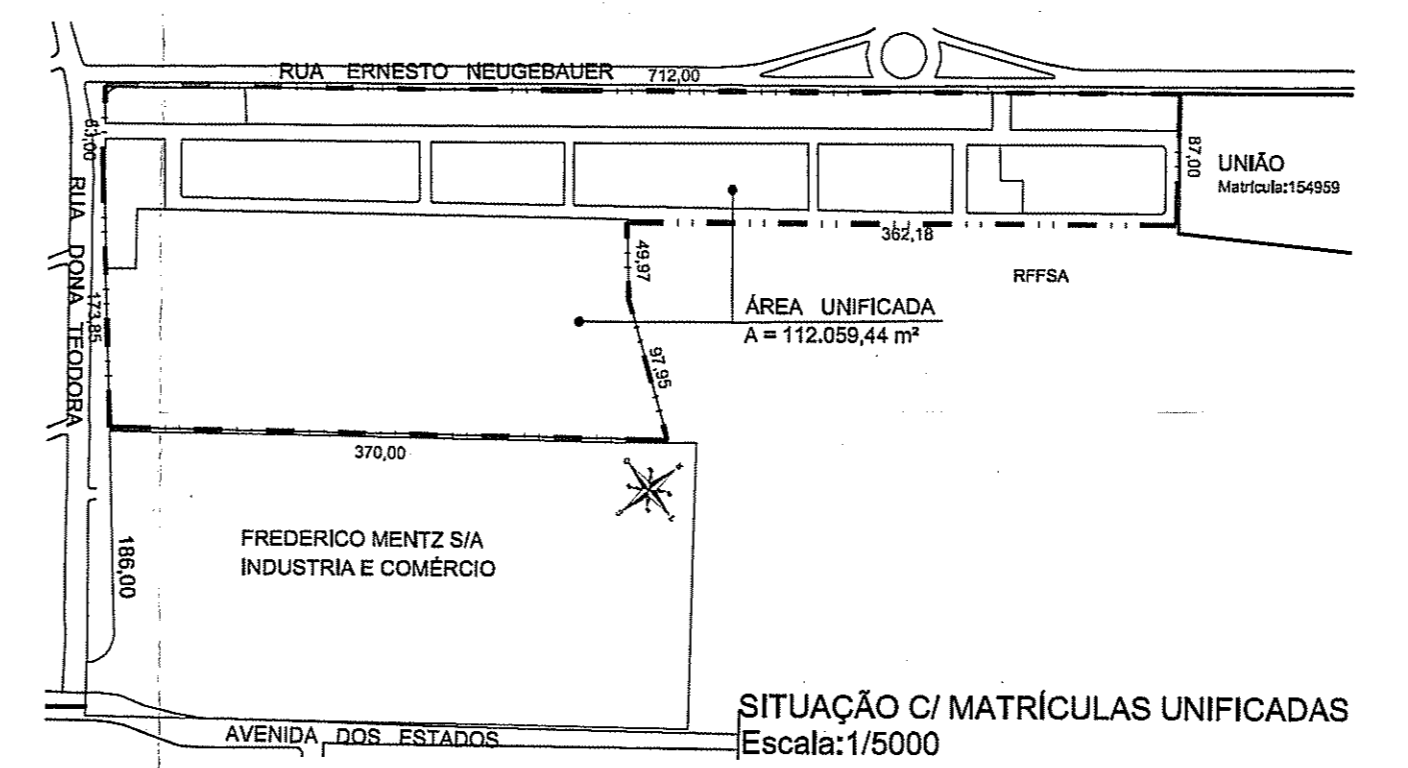 RUA ERNESTO NEUGEBAUER 712,00
87,00
UNIÃO
Matrícula:154959
RUA DONA TEODORA
173,85
362,18
49,97
RFFSA
ÁREA UNIFICADA
A = 112.059,44 m²
97,95
370,00
FREDERICO MENTZ S/A
INDUSTRIA E COMÉRCIO
186,00
SITUAÇÃO C/ MATRÍCULAS UNIFICADAS
Escala:1/5000
AVENIDA DOS ESTADOS